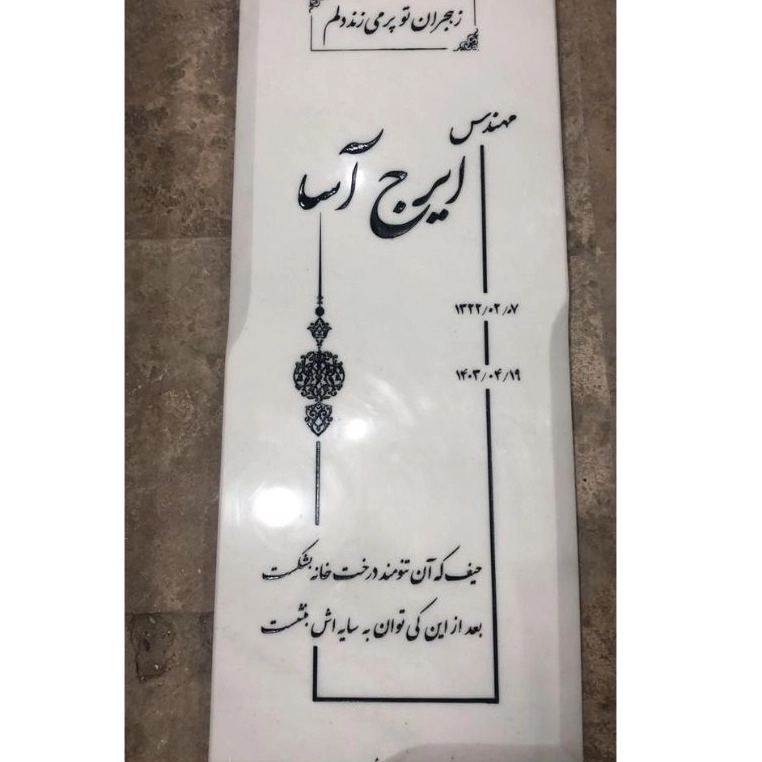 ز هجران تو پر می زند دلم
مهندس
ایرج آسا
۱۳۲۲/۰۲/۰۷
۱۴۰۳/۰۴/۱۹
حیف که آن تنومند درخت خانه بشکست
بعد از این کی توان به سایه اش بنشست